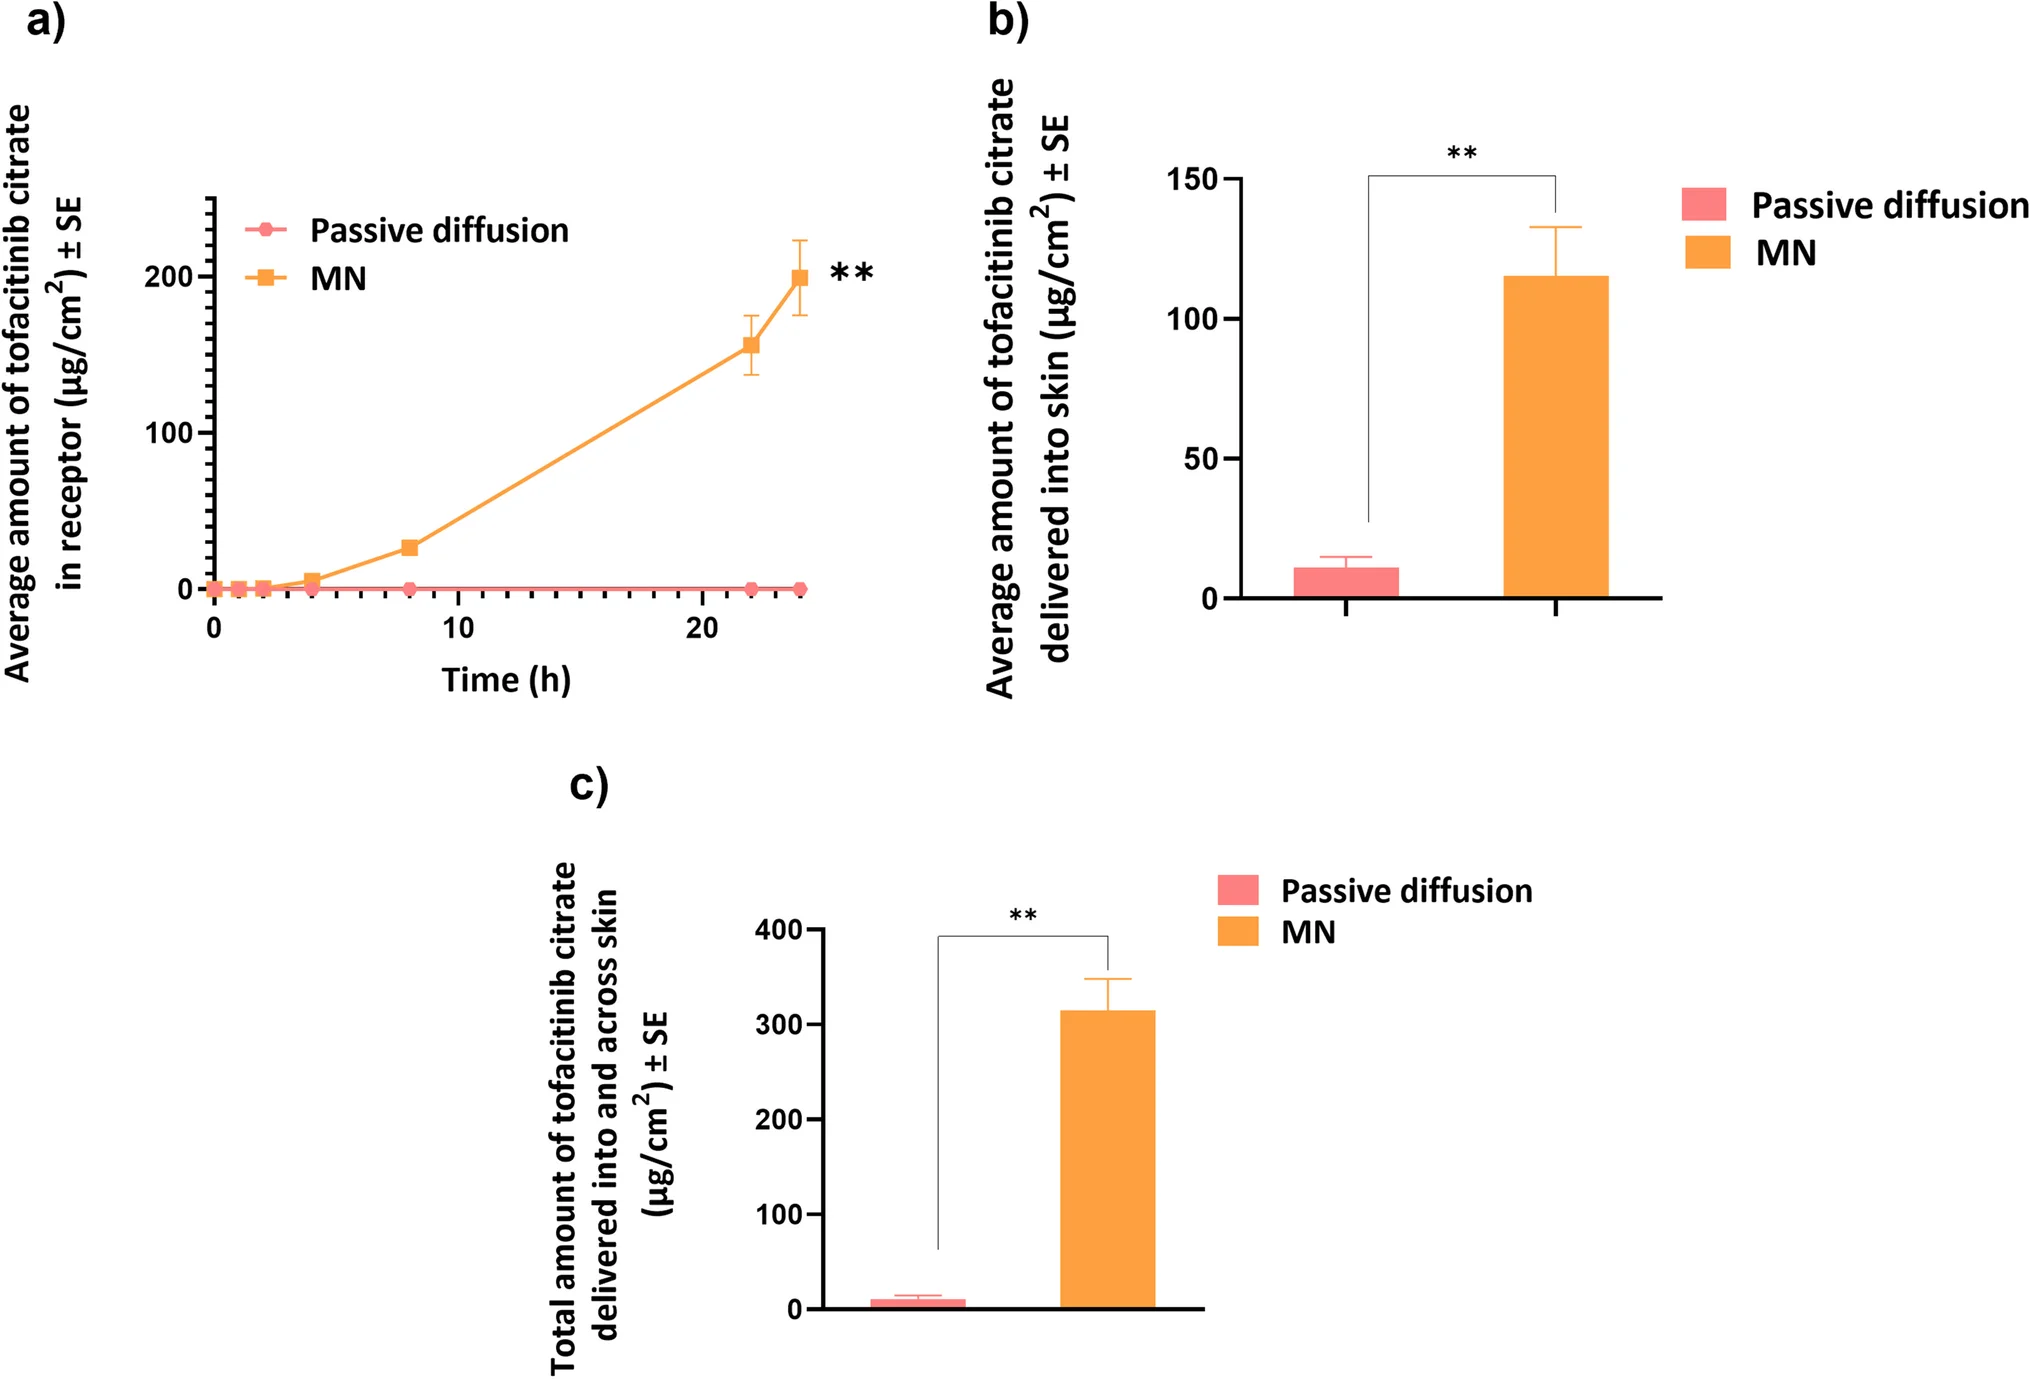 a)
Average amount of tofacitinib citrate
in receptor (µg/cm²) ± SE
200
100
0
Passive diffusion
MN
**
0
10
20
Time (h)
b)
Average amount of tofacitinib citrate
delivered into skin (µg/cm²) ± SE
150
100
50
0
**
Passive diffusion
MN
c)
Total amount of tofacitinib citrate
delivered into and across skin
(µg/cm²) ± SE
400
300
200
100
0
**
Passive diffusion
MN